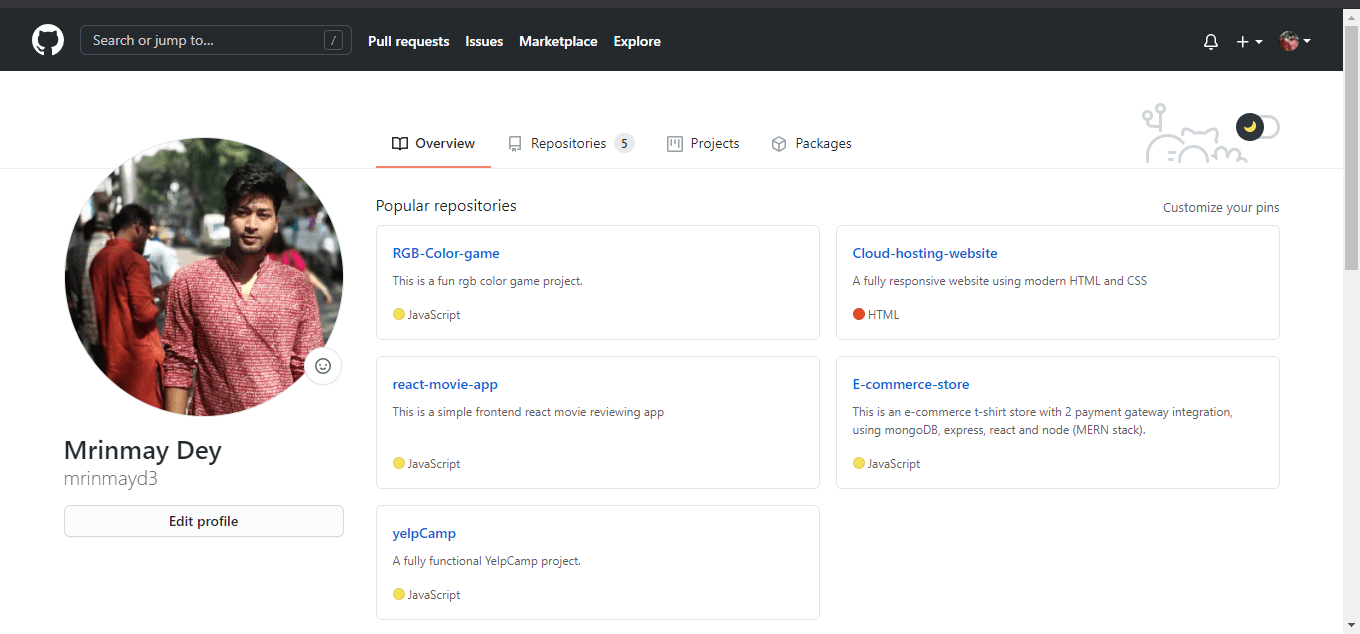 Search or jump to...
/
Pull requests
Issues
Marketplace
Explore
Overview
Repositories 5
Projects
Packages
Mrinmay Dey
mrinmayd3
Edit profile
Popular repositories
Customize your pins
RGB-Color-game
This is a fun rgb color game project.
JavaScript
Cloud-hosting-website
A fully responsive website using modern HTML and CSS
HTML
react-movie-app
This is a simple frontend react movie reviewing app
JavaScript
E-commerce-store
This is an e-commerce t-shirt store with 2 payment gateway integration,
using mongoDB, express, react and node (MERN stack).
JavaScript
yelpCamp
A fully functional YelpCamp project.
JavaScript